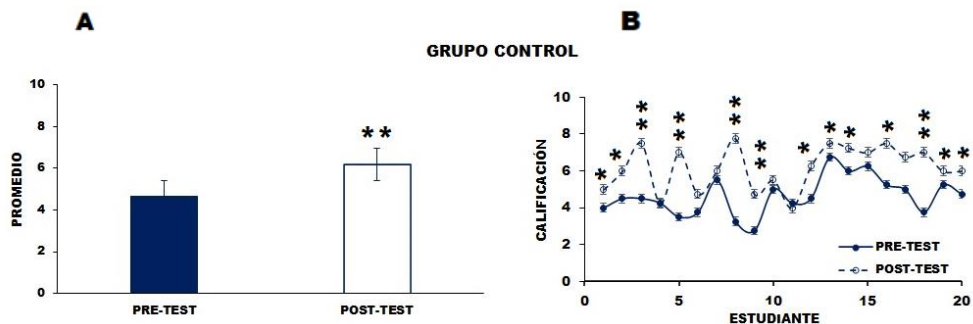 A
B
GRUPO CONTROL
PROMEDIO
10
8
6
4
2
0
**
PRE-TEST
POST-TEST
CALIFICACIÓN
10
8
6
4
2
0
* * ** ** ** ** * * * * ** * *
PRE-TEST
POST-TEST
0 5 10 15 20
ESTUDIANTE